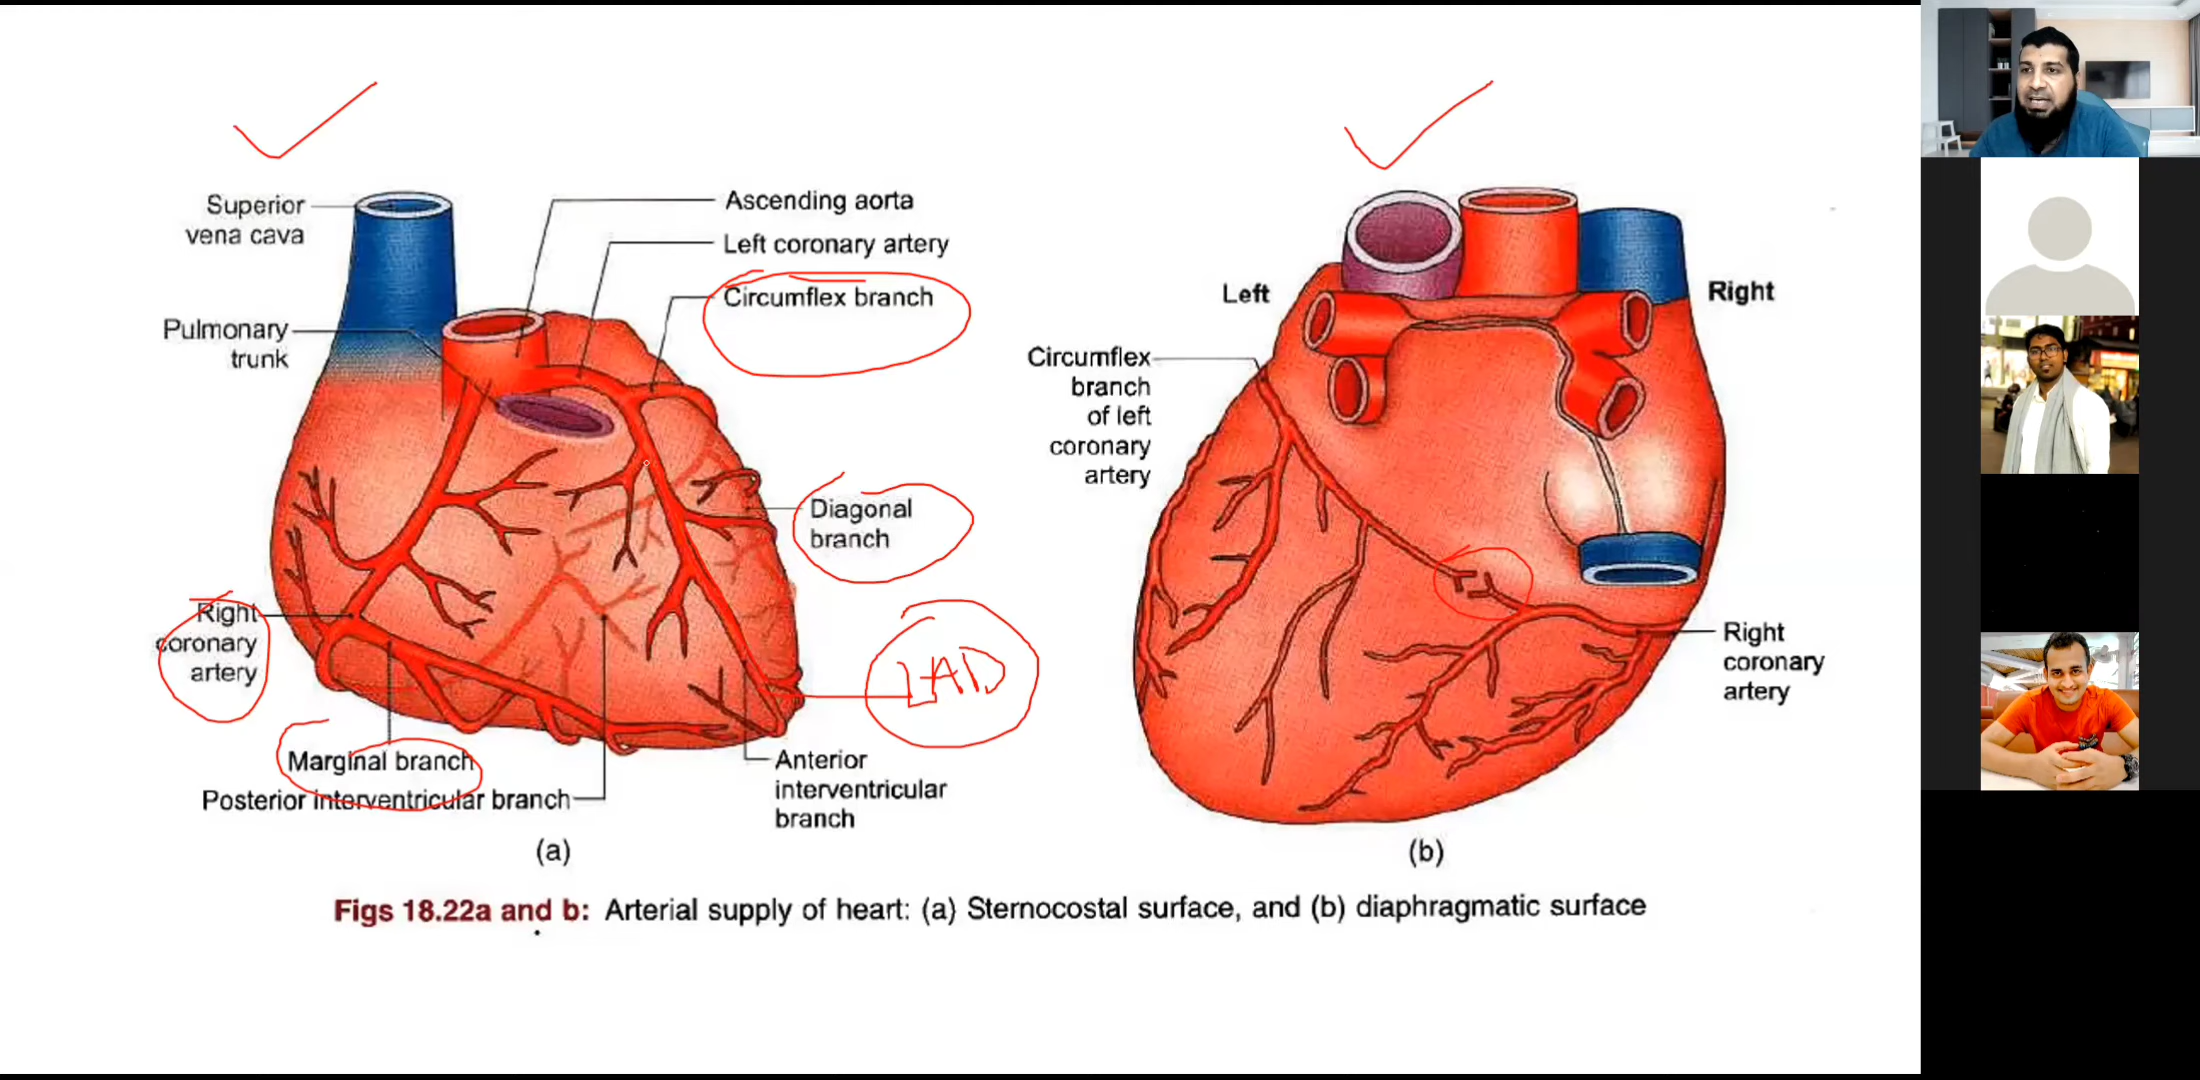 Superior
vena cava
Pulmonary
trunk
Ascending aorta
Left coronary artery
Circumflex branch
Diagonal
branch
Right
coronary
artery
LAD
Marginal branch
Posterior interventricular branch
Anterior
interventricular
branch
(a)
Left
Right
Circumflex
branch
of left
coronary
artery
Right
coronary
artery
(b)
Figs 18.22a and b: Arterial supply of heart: (a) Sternocostal surface, and (b) diaphragmatic surface